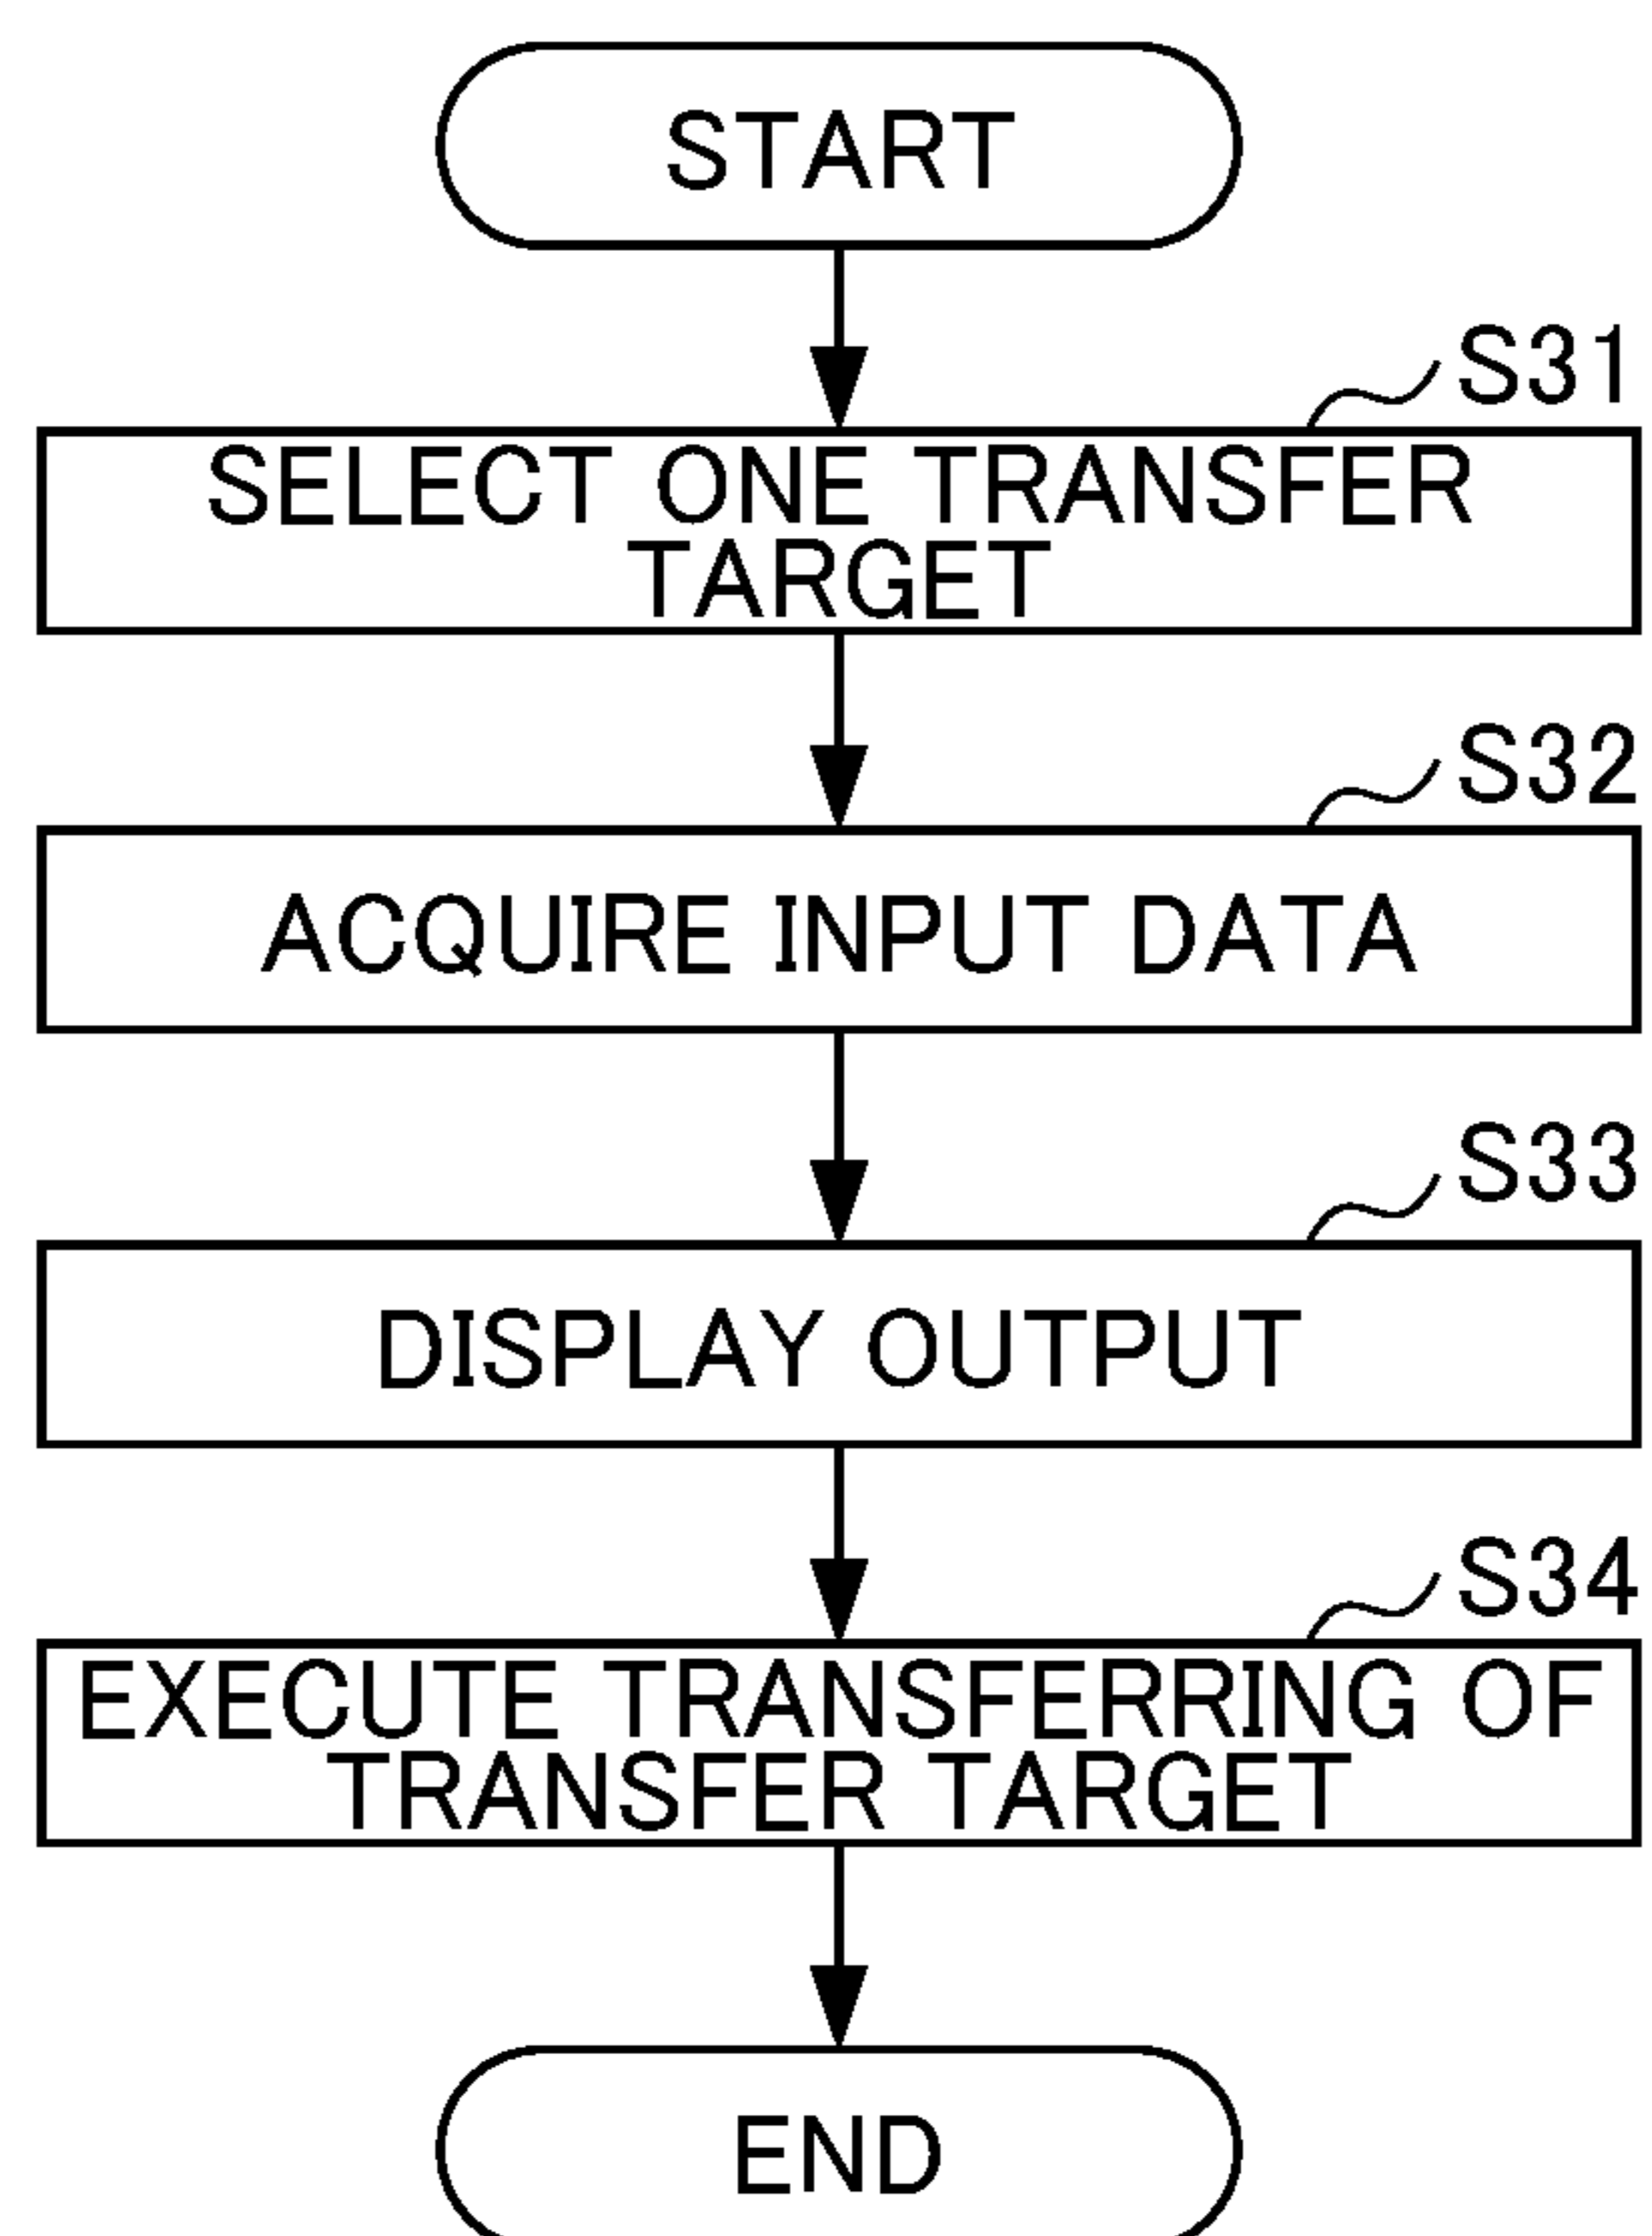 START
S31
SELECT ONE TRANSFER
TARGET
S32
ACQUIRE INPUT DATA
S33
DISPLAY OUTPUT
S34
EXECUTE TRANSFERRING OF
TRANSFER TARGET
END